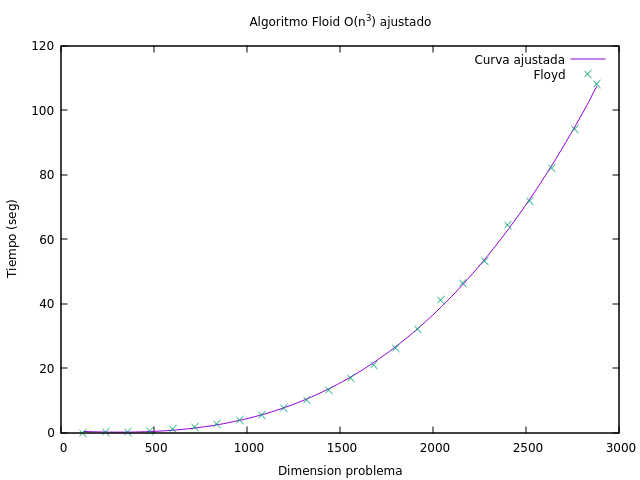 Algoritmo Floid O(n³) ajustado
120
100
80
60
40
20
0
Tiempo (seg)
Curva ajustada
Floyd
0 500 1000 1500 2000 2500 3000
Dimension problema